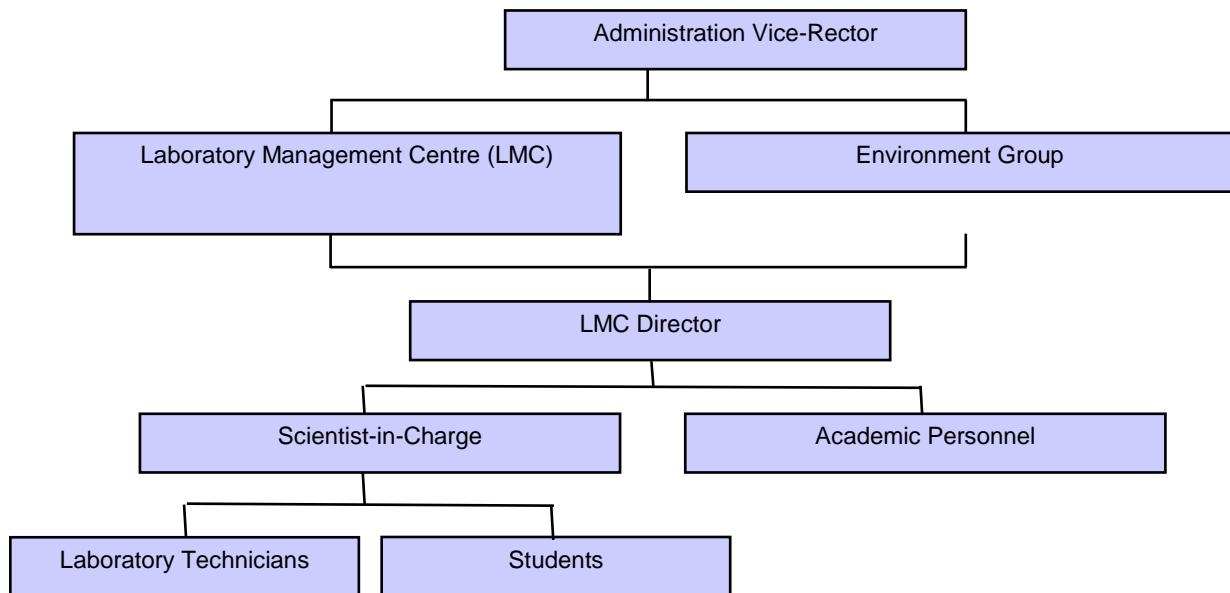 Administration Vice-Rector
Laboratory Management Centre (LMC)
Environment Group
LMC Director
Scientist-in-Charge
Academic Personnel
Laboratory Technicians
Students